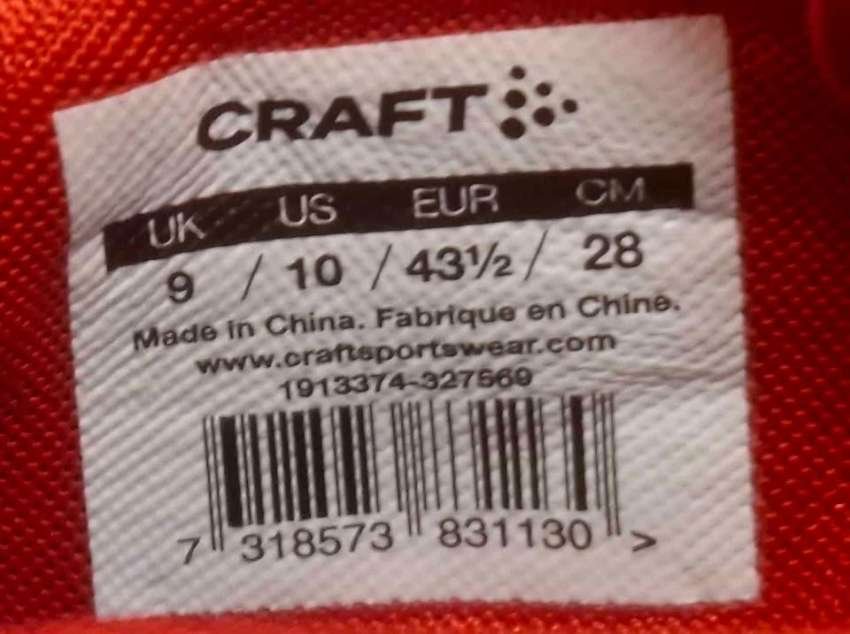 CRAFT
UK US EUR CM
9 / 10 / 43½ / 28
Made in China. Fabrique en Chine.
www.craftsportswear.com
1913374-327569
7 318573 831130 >